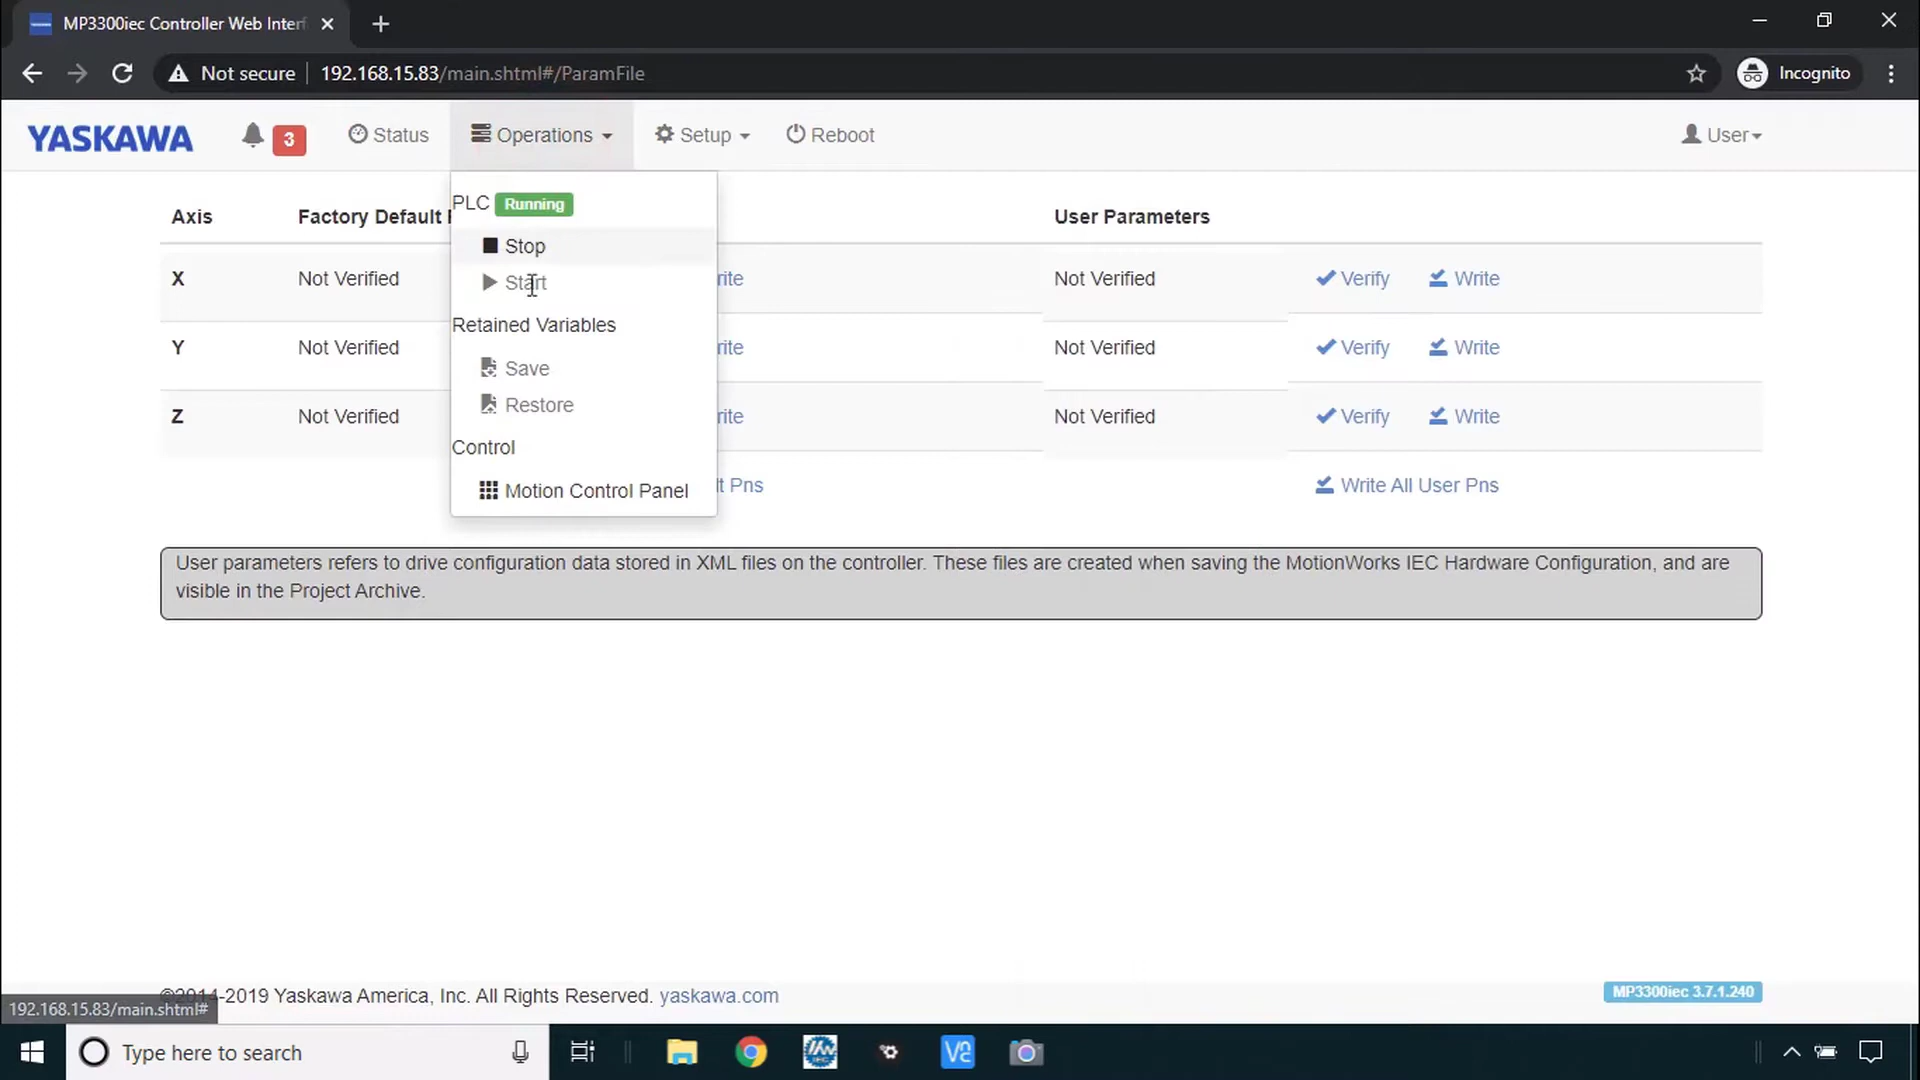 MP3300iec Controller Web Interf
Not secure 192.168.15.83/main.shtml#/ParamFile Incognito
YASKAWA 3 Status Operations Setup Reboot User
PLC Running
Stop
Start
Retained Variables
Save
Restore
Control
Motion Control Panel
Axis Factory Default User Parameters
X Not Verified rite Not Verified Verify Write
Y Not Verified rite Not Verified Verify Write
Z Not Verified rite Not Verified Verify Write
lt Pns Write All User Pns
User parameters refers to drive configuration data stored in XML files on the controller. These files are created when saving the MotionWorks IEC Hardware Configuration, and are
visible in the Project Archive.
©2014-2019 Yaskawa America, Inc. All Rights Reserved. yaskawa.com
MP3300iec 3.7.1.240
192.168.15.83/main.shtml#
Type here to search